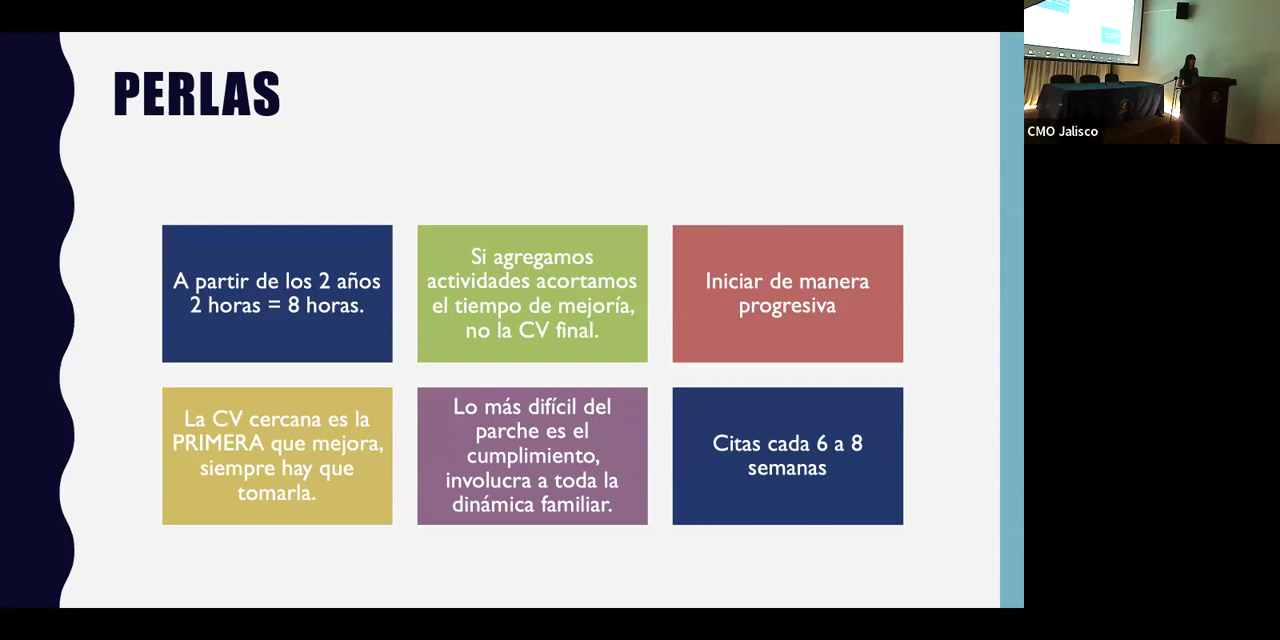 PERLAS
A partir de los 2 años
2 horas = 8 horas.
Si agregamos
actividades acortamos
el tiempo de mejoría,
no la CV final.
Iniciar de manera
progresiva
La CV cercana es la
PRIMERA que mejora,
siempre hay que
tomarla.
Lo más difícil del
parche es el
cumplimiento,
involucra a toda la
dinámica familiar.
Citas cada 6 a 8
semanas
CMO Jalisco